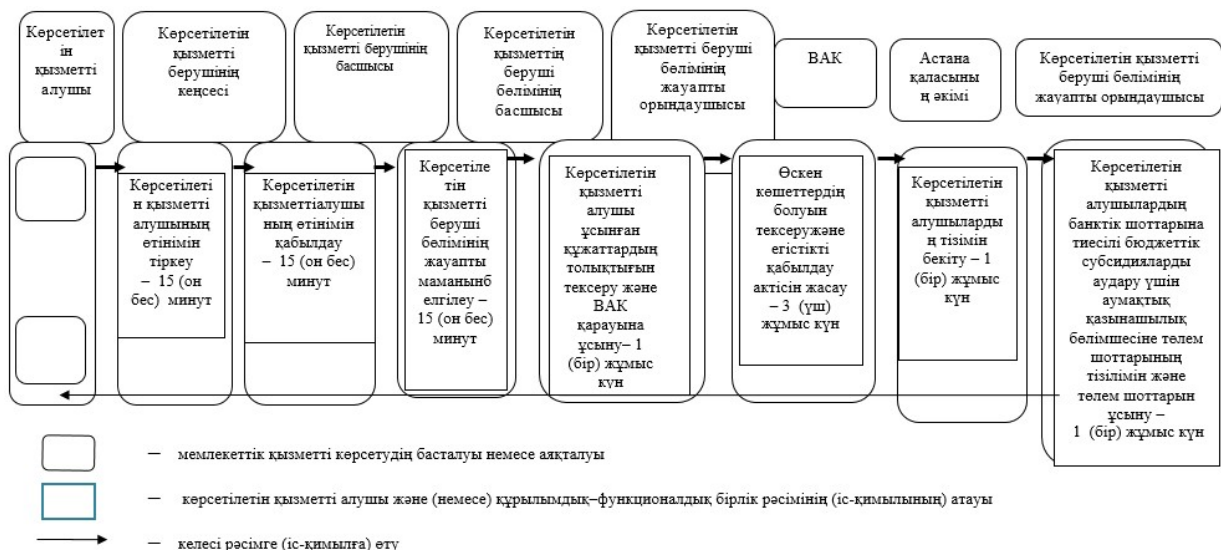 Көрсетілет
ін
қызметті
алушы
Көрсетілетін
қызметті
берушінің
кеңсесі
Көрсетілетін
қызметті берушінің
басшысы
Көрсетілетін
қызметтің
беруші
бөлімінің
басшысы
Көрсетілетін
қызметті беруші
бөлімінің
жауапты
орындаушысы
ВАК
Астана
қаласының
ң әкімі
Көрсетілетін қызметті
беруші бөлімінің
жауапты орындаушысы
Көрсетілеті
н қызметті
алушының
өтінімін
тіркеу
– 15 (он
бес) минут
Көрсетілетін
қызметтіалушы
ның өтінімін
қабылдау
– 15 (он бес)
минут
Көрсетіле
тін
қызметті
беруші
бөлімінің
жауапты
маманынб
елгілеу –
15 (он бес)
минут
Көрсетілетін
қызметті
алушы
ұсынған
құжаттардың
толықтығын
тексеру және
ВАК
қарауына
ұсыну– 1
(бір) жұмыс
күн
Өскен
көшеттердің
болуын
тексеружәне
егістікті
қабылдау
актісін жасау
– 3 (үш)
жұмыс күн
Көрсетілетін
қызметті
алушыларды
ң тізімін
бекіту – 1
(бір) жұмыс
күн
Көрсетілетін
қызметті
алушылардың
банктік шоттарына
тиесілі бюджеттік
субсидияларды
аудару үшін
аумақтық
қазынашылық
бөлімшесіне төлем
шоттарының
тізілімін және
төлем шоттарын
ұсыну –
1 (бір) жұмыс күн
— мемлекеттік қызметті көрсетудің басталуы немесе аяқталуы
— көрсетілетін қызметті алушы және (немесе) құрылымдық–функционалдық бірлік рәсімінің (іс-қимылының) атауы
— келесі рәсімге (іс-қимылға) өту